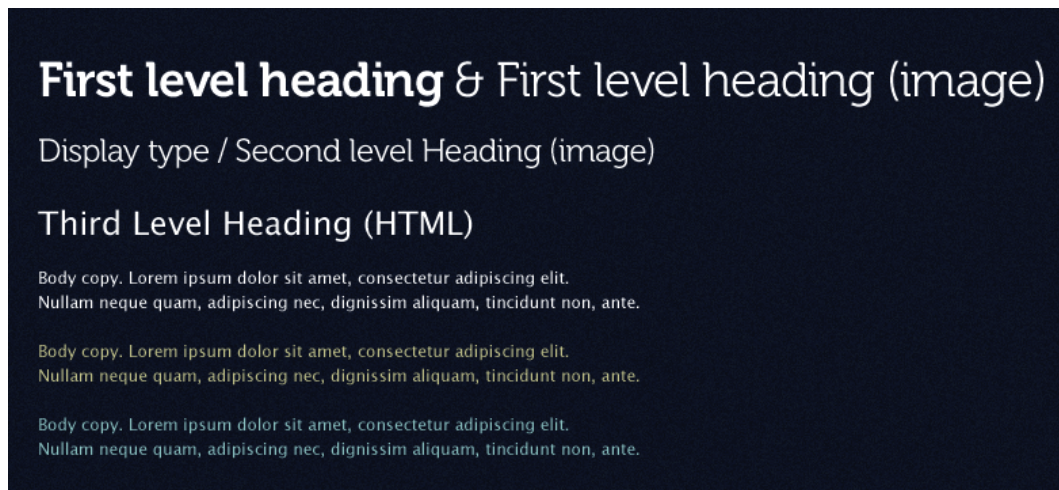 First level heading & First level heading (image)
Display type / Second level Heading (image)
Third Level Heading (HTML)
Body copy. Lorem ipsum dolor sit amet, consectetur adipiscing elit.
Nullam neque quam, adipiscing nec, dignissim aliquam, tincidunt non, ante.
Body copy. Lorem ipsum dolor sit amet, consectetur adipiscing elit.
Nullam neque quam, adipiscing nec, dignissim aliquam, tincidunt non, ante.
Body copy. Lorem ipsum dolor sit amet, consectetur adipiscing elit.
Nullam neque quam, adipiscing nec, dignissim aliquam, tincidunt non, ante.